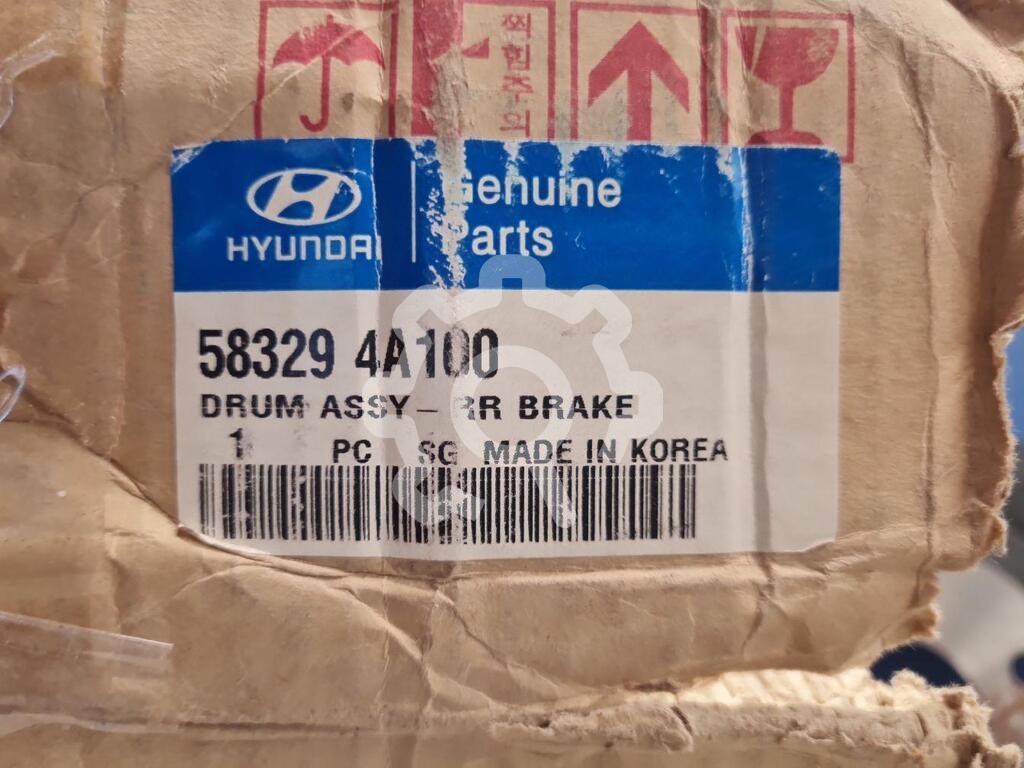 찍힘주의
HYUNDAI
Genuine
Parts
58329 4A100
DRUM ASSY-RR BRAKE
1 PC SG MADE IN KOREA